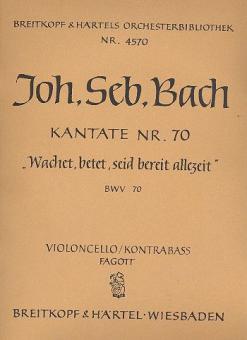 BREITKOPF & HÄRTELS ORCHESTERBIBLIOTHEK
NR. 4570
Joh. Seb. Bach
KANTATE NR. 70
„Wachet, betet, seid bereit allezeit"
BWV 70
VIOLONCELLO/KONTRABASS
FAGOTT
BREITKOPF & HÄRTEL · WIESBADEN